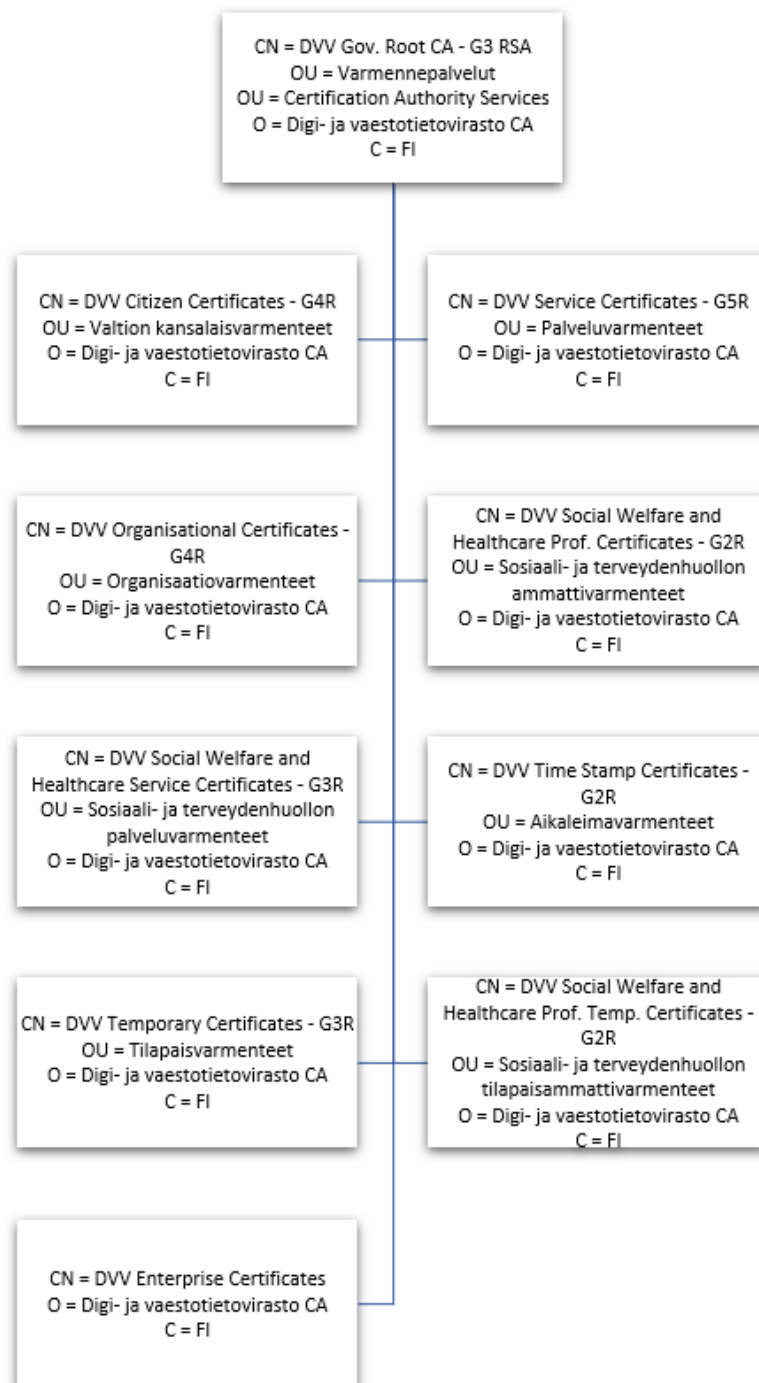 CN = DVV Gov. Root CA - G3 RSA
OU = Varmennepalvelut
OU = Certification Authority Services
O = Digi- ja vaestotietovirasto CA
C = FI
CN = DVV Citizen Certificates - G4R
OU = Valtion kansalaisvarmenteet
O = Digi- ja vaestotietovirasto CA
C = FI
CN = DVV Service Certificates - G5R
OU = Palveluvarmenteet
O = Digi- ja vaestotietovirasto CA
C = FI
CN = DVV Organisational Certificates -
G4R
OU = Organisaatiovarmenteet
O = Digi- ja vaestotietovirasto CA
C = FI
CN = DVV Social Welfare and
Healthcare Prof. Certificates - G2R
OU = Sosiaali- ja terveydenhuollon
ammattivarmenteet
O = Digi- ja vaestotietovirasto CA
C = FI
CN = DVV Social Welfare and
Healthcare Service Certificates - G3R
OU = Sosiaali- ja terveydenhuollon
palveluvarmenteet
O = Digi- ja vaestotietovirasto CA
C = FI
CN = DVV Time Stamp Certificates -
G2R
OU = Aikaleimavarmenteet
O = Digi- ja vaestotietovirasto CA
C = FI
CN = DVV Temporary Certificates - G3R
OU = Tilapaisvarmenteet
O = Digi- ja vaestotietovirasto CA
C = FI
CN = DVV Social Welfare and
Healthcare Prof. Temp. Certificates -
G2R
OU = Sosiaali- ja terveydenhuollon
tilapaisammattivarmenteet
O = Digi- ja vaestotietovirasto CA
C = FI
CN = DVV Enterprise Certificates
O = Digi- ja vaestotietovirasto CA
C = FI